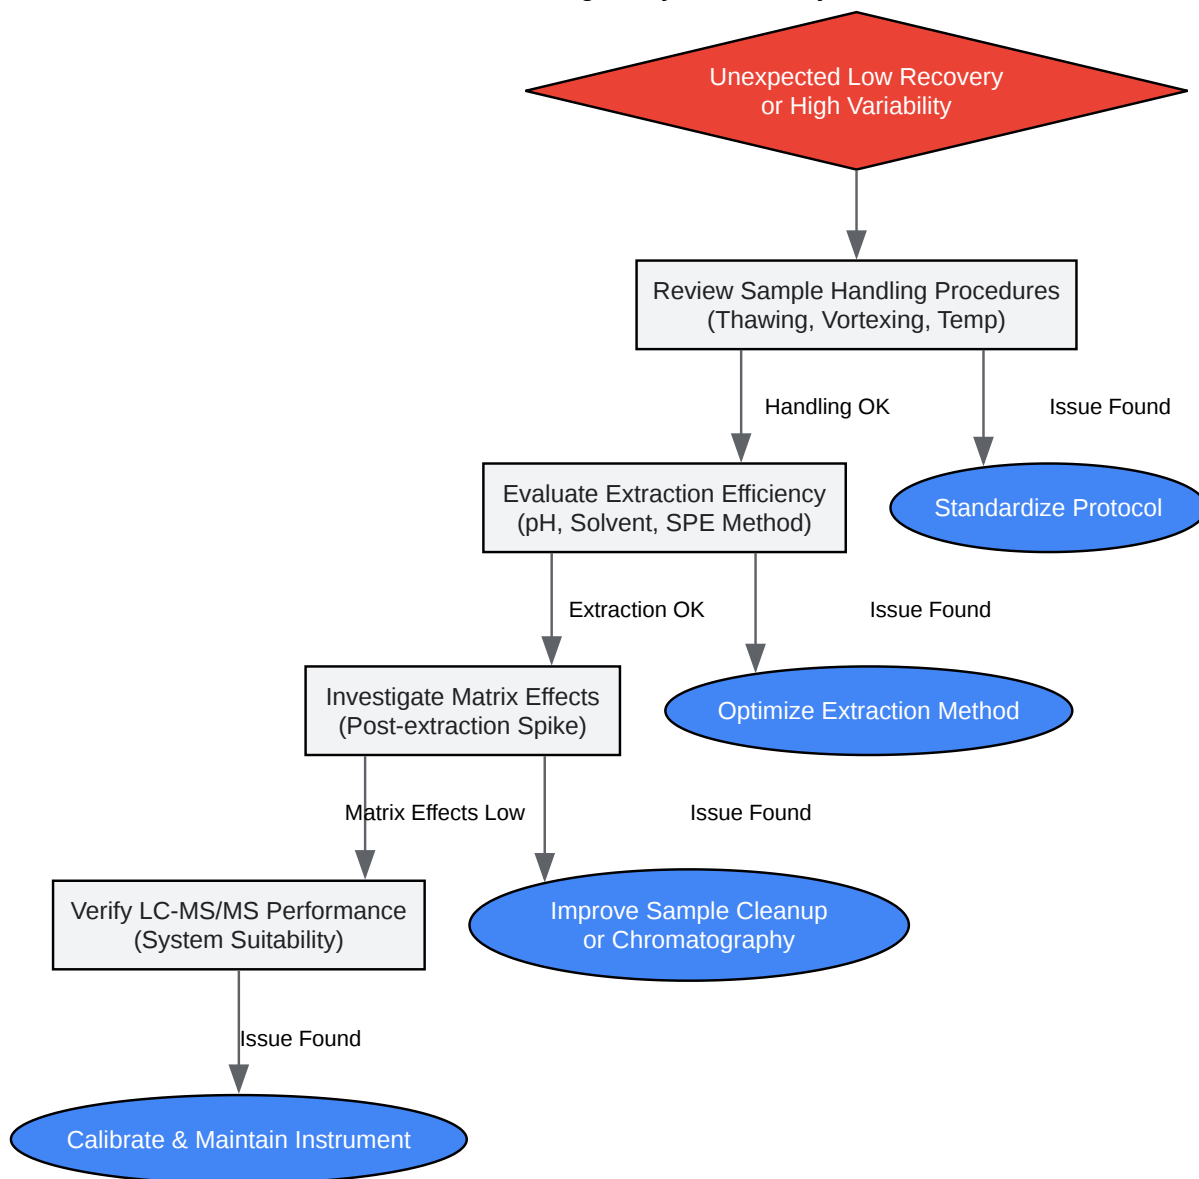 Unexpected Low Recovery
or High Variability
Review Sample Handling Procedures
(Thawing, Vortexing, Temp)
Handling OK
Issue Found
Evaluate Extraction Efficiency
(pH, Solvent, SPE Method)
Standardize Protocol
Extraction OK
Issue Found
Investigate Matrix Effects
(Post-extraction Spike)
Optimize Extraction Method
Matrix Effects Low
Issue Found
Verify LC-MS/MS Performance
(System Suitability)
Improve Sample Cleanup
or Chromatography
Issue Found
Calibrate & Maintain Instrument